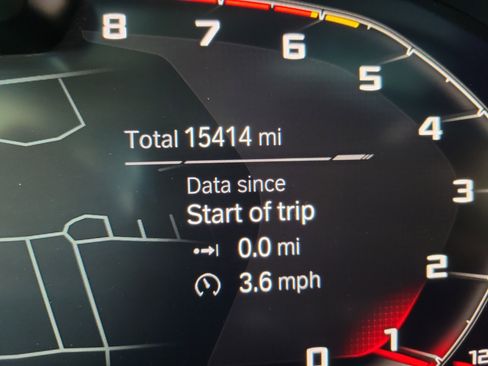 8
7
6
5
4
3
2
1
0
12
Total 15414 mi
Data since
Start of trip
0.0 mi
3.6 mph